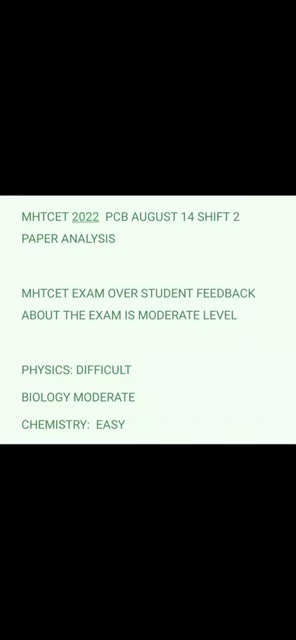 MHTCET 2022 PCB AUGUST 14 SHIFT 2
PAPER ANALYSIS
MHTCET EXAM OVER STUDENT FEEDBACK
ABOUT THE EXAM IS MODERATE LEVEL
PHYSICS: DIFFICULT
BIOLOGY MODERATE
CHEMISTRY: EASY